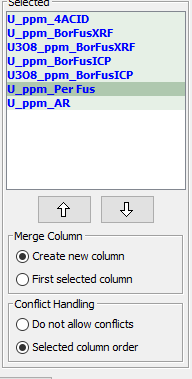 Selected
U_ppm_4ACID
U_ppm_BorFusXRF
U3O8_ppm_BorFusXRF
U_ppm_BorFusICP
U3O8_ppm_BorFusICP
U_ppm_Per Fus
U_ppm_AR
Merge Column
Create new column
First selected column
Conflict Handling
Do not allow conflicts
Selected column order